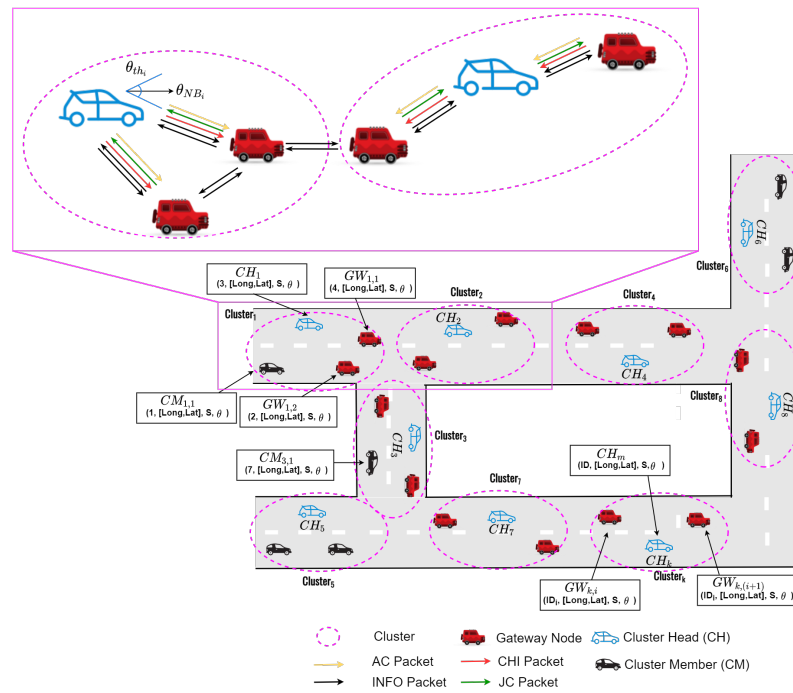 θ_{th_i}
θ_{NB_i}
CH_1
(3, [Long,Lat], S, θ )
GW_{1,1}
(4, [Long,Lat], S, θ )
Cluster_1
Cluster_2
Cluster_4
Cluster_6
CH_6
CH_2
CH_4
CM_{1,1}
(1, [Long,Lat], S, θ )
GW_{1,2}
(2, [Long,Lat], S, θ )
Cluster_8
CH_8
CH_3
Cluster_3
CM_{3,1}
(7, [Long,Lat], S, θ )
CH_m
(ID, [Long,Lat], S,θ )
Cluster_7
CH_5
CH_7
CH_k
Cluster_5
Cluster_k
GW_{k,i}
(ID_i, [Long,Lat], S, θ )
GW_{k,(i+1)}
(ID_i, [Long,Lat], S, θ )
Cluster
Gateway Node
Cluster Head (CH)
AC Packet
CHI Packet
Cluster Member (CM)
INFO Packet
JC Packet